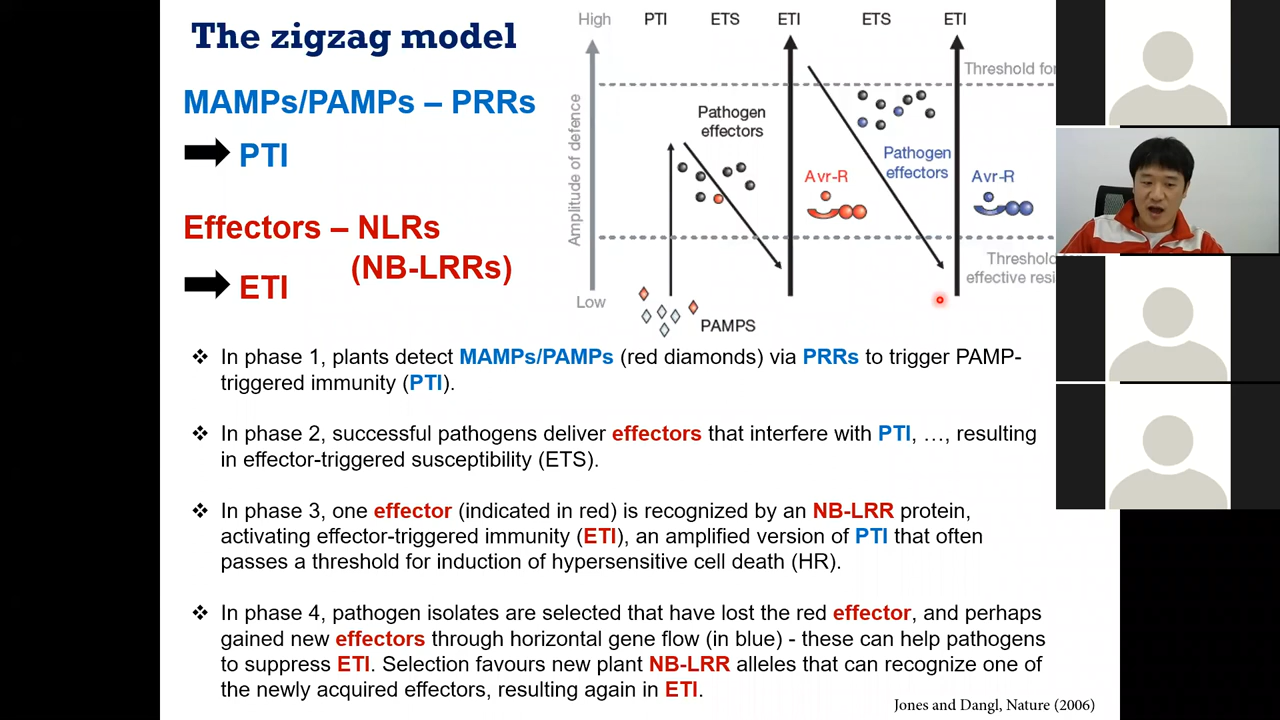 The zigzag model
MAMPs/PAMPs – PRRs
PTI
Effectors – NLRs
(NB-LRRs)
ETI
High
PTI
ETS
ETI
ETS
ETI
Threshold for
Amplitude of defence
Pathogen
effectors
Avr-R
Pathogen
effectors
Avr-R
Threshold
effective resi
Low
PAMPS
❖ In phase 1, plants detect MAMPs/PAMPs (red diamonds) via PRRs to trigger PAMP-
triggered immunity (PTI).
❖ In phase 2, successful pathogens deliver effectors that interfere with PTI, …, resulting
in effector-triggered susceptibility (ETS).
❖ In phase 3, one effector (indicated in red) is recognized by an NB-LRR protein,
activating effector-triggered immunity (ETI), an amplified version of PTI that often
passes a threshold for induction of hypersensitive cell death (HR).
❖ In phase 4, pathogen isolates are selected that have lost the red effector, and perhaps
gained new effectors through horizontal gene flow (in blue) - these can help pathogens
to suppress ETI. Selection favours new plant NB-LRR alleles that can recognize one of
the newly acquired effectors, resulting again in ETI.
Jones and Dangl, Nature (2006)